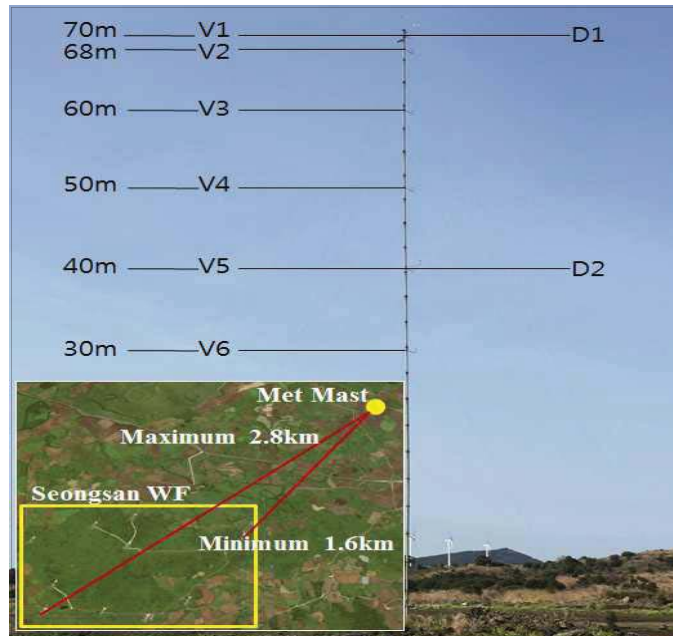 70m V1 D1
68m V2
60m V3
50m V4
40m V5 D2
30m V6
Met Mast
Maximum 2.8km
Seongsan WF
Minimum 1.6km